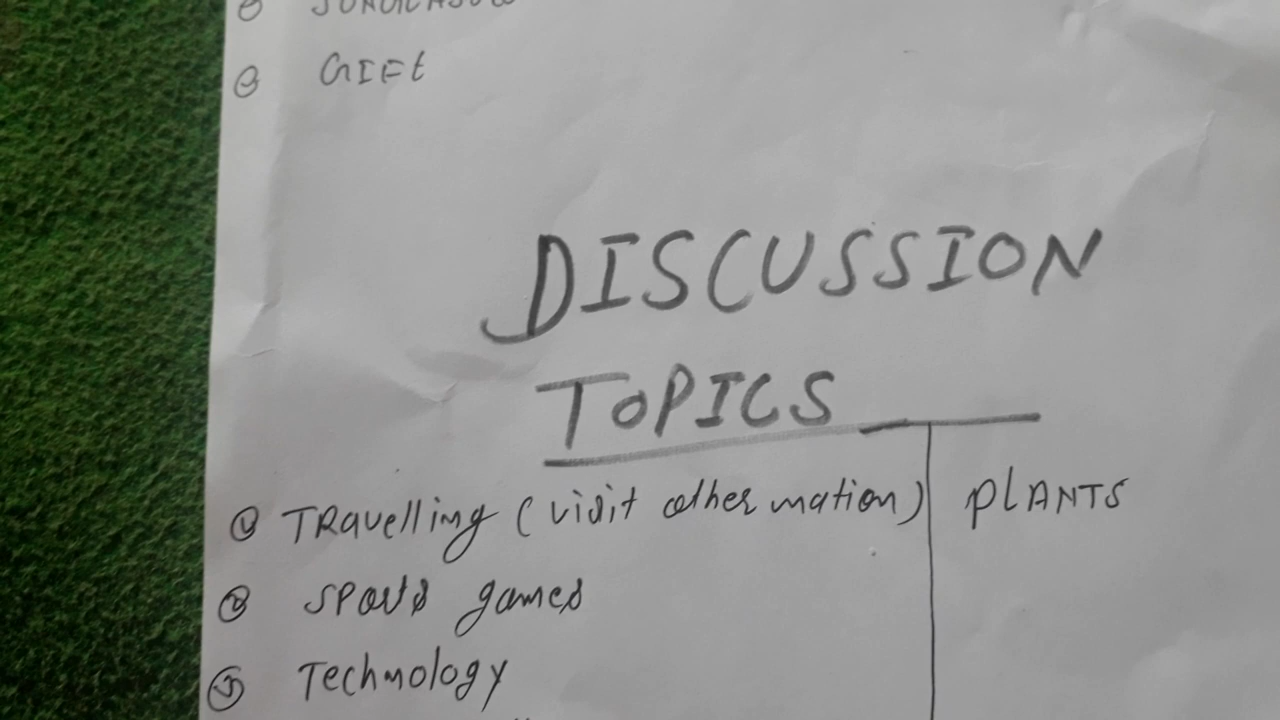 GIFt
DISCUSSION
TOPICS
TRavelling (visit other nation)
PlANTS
sports games
Technology